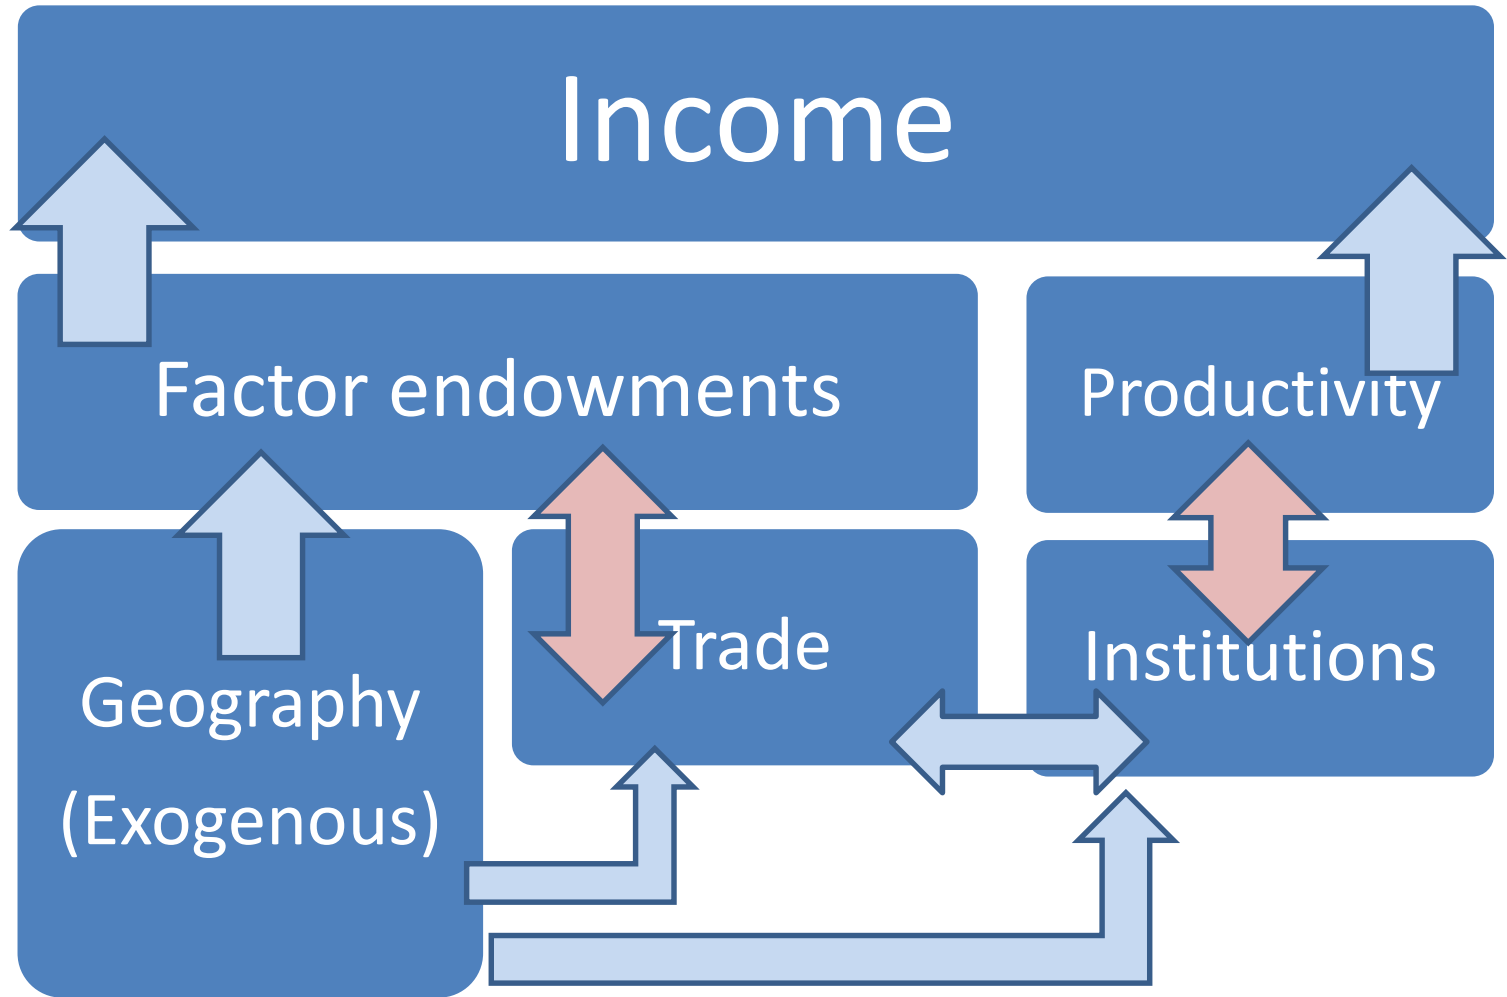 Income
Factor endowments
Productivity
Geography
(Exogenous)
Trade
Institutions